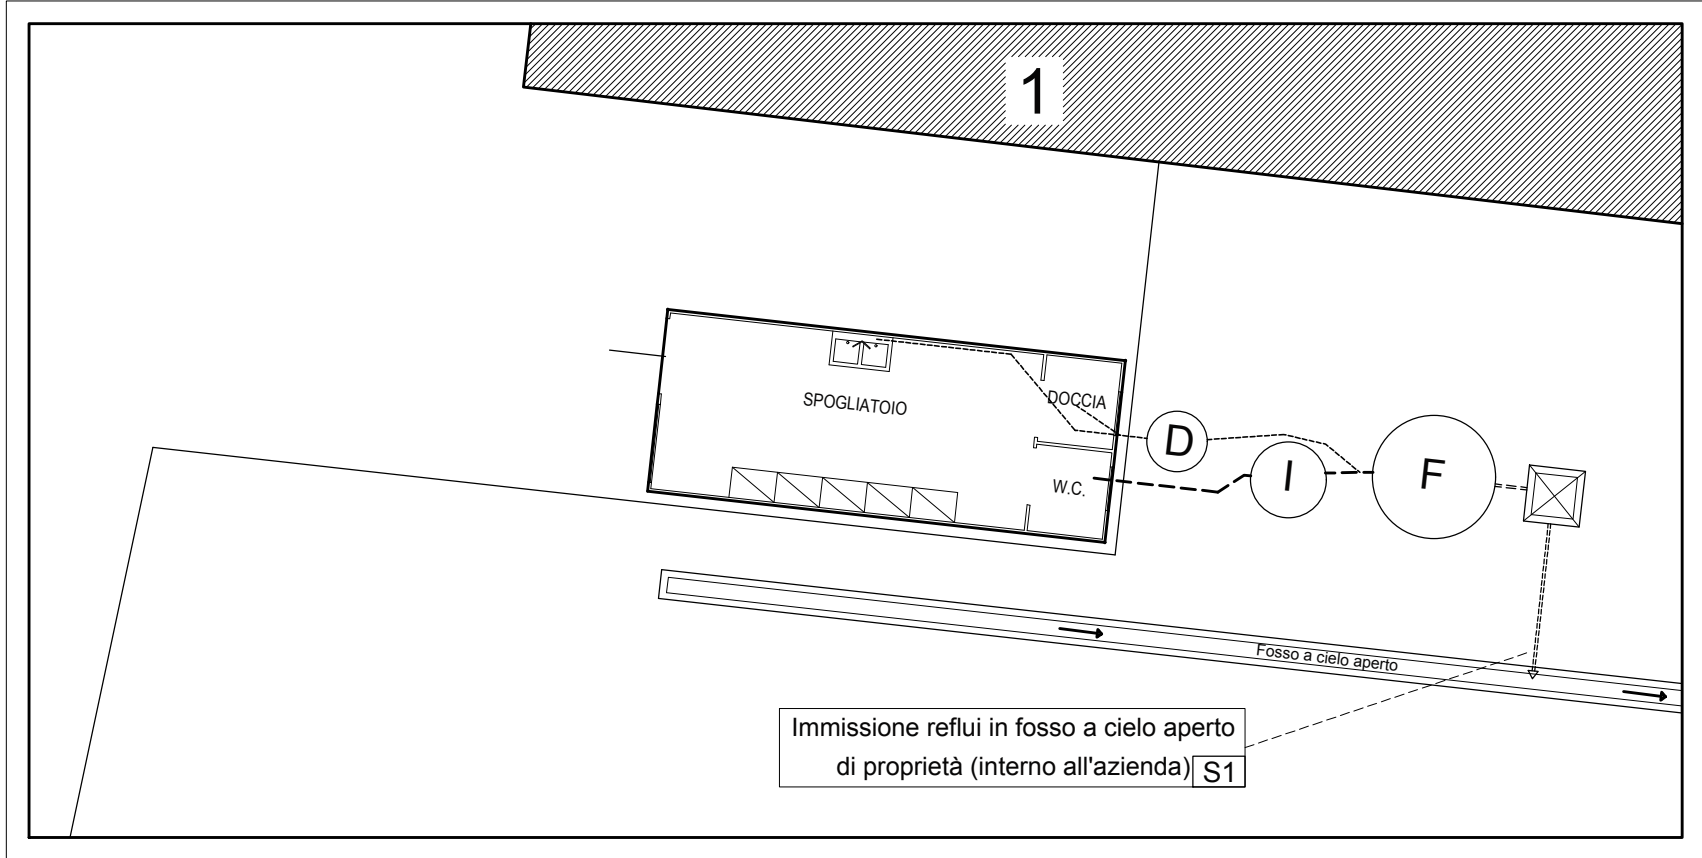 1
SPOGLIATOIO
DOCCIA
W.C.
D
I
F
Fosso a cielo aperto
Immissione reflui in fosso a cielo aperto
di proprietà (interno all'azienda) S1